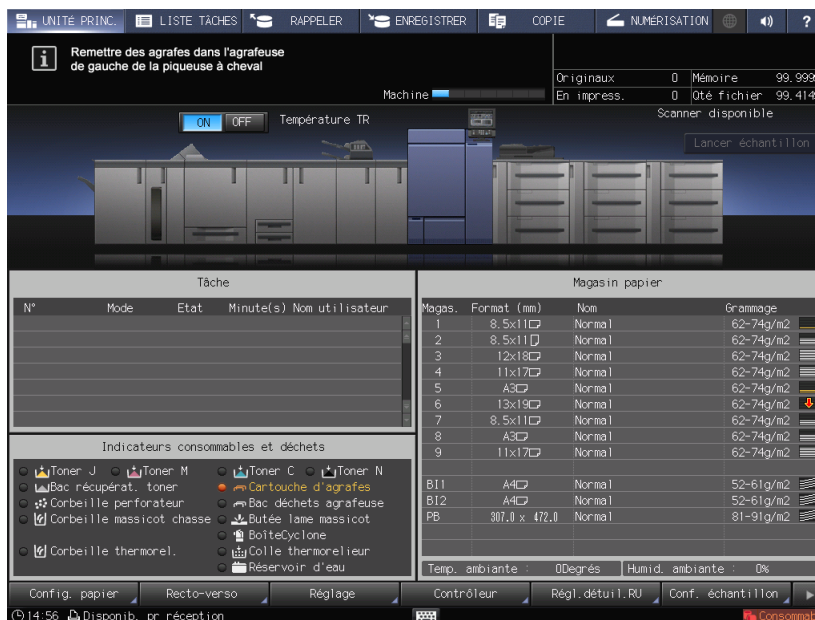 UNITÉ PRINC. LISTE TÂCHES RAPPELER ENREGISTRER COPIE NUMÉRISATION ?
Remettre des agrafes dans l'agrafeuse
de gauche de la piqueuse à cheval
Machine
Originaux 0 Mémoire 99.999
En impress. 0 Qté fichier 99.414
ON OFF Température TR
Scanner disponible
Lancer échantillon
Tâche
N° Mode Etat Minute(s) Nom utilisateur
Magasin papier
Magas. Format (mm) Nom Grammage
1 8.5x11 Normal 62-74g/m2
2 8.5x11 Normal 62-74g/m2
3 12x18 Normal 62-74g/m2
4 11x17 Normal 62-74g/m2
5 A3 Normal 62-74g/m2
6 13x19 Normal 62-74g/m2
7 8.5x11 Normal 62-74g/m2
8 A3 Normal 62-74g/m2
9 11x17 Normal 62-74g/m2
BI1 A4 Normal 52-61g/m2
BI2 A4 Normal 52-61g/m2
PB 307.0 x 472.0 Normal 81-91g/m2
Temp. ambiante : 0Degrés Humid. ambiante : 0%
Indicateurs consommables et déchets
Toner J Toner M Toner C Toner N
Bac récupérat. toner Cartouche d'agrafes
Corbeille perforateur Bac déchets agrafeuse
Corbeille massicot chasse Butée lame massicot
BoîteCyclone
Corbeille thermorel. Colle thermorelieur
Réservoir d'eau
Config. papier Recto-verso Réglage Contrôleur Régl.détuil.RU Conf. échantillon
14:56 Disponib. pr réception Consommab